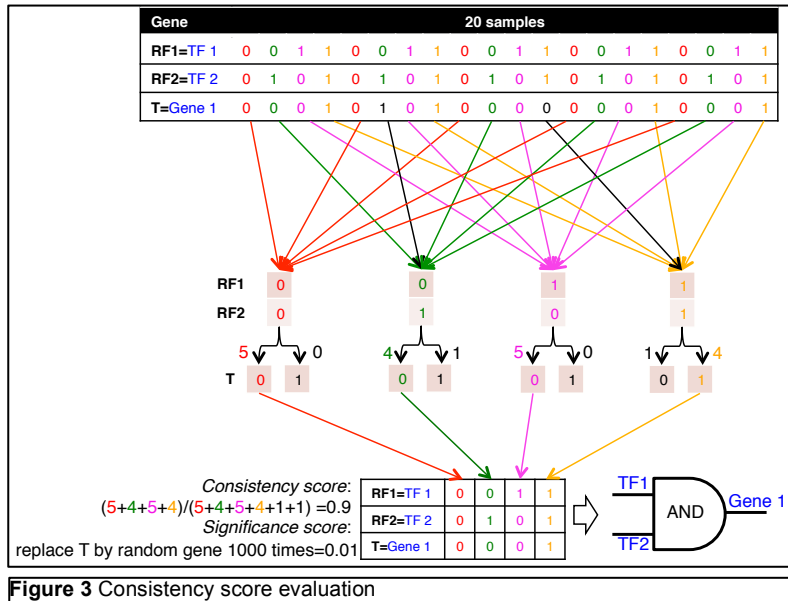 Gene 20 samples
RF1=TF 1 0 0 1 1 0 0 1 1 0 0 1 1 0 0 1 1 0 0 1 1
RF2=TF 2 0 1 0 1 0 1 0 1 0 1 0 1 0 1 0 1 0 1 0 1
T=Gene 1 0 0 0 1 0 1 0 1 0 0 0 0 0 0 0 1 0 0 0 1
RF1 0 0 1 1
RF2 0 1 0 1
5 0 4 1 5 0 1 4
T 0 1 0 1 0 1 0 1
Consistency score:
(5+4+5+4)/(5+4+5+4+1+1) =0.9
Significance score:
replace T by random gene 1000 times=0.01
RF1=TF 1 0 0 1 1
RF2=TF 2 0 1 0 1
T=Gene 1 0 0 0 1
TF1
AND
Gene 1
TF2
Figure 3 Consistency score evaluation